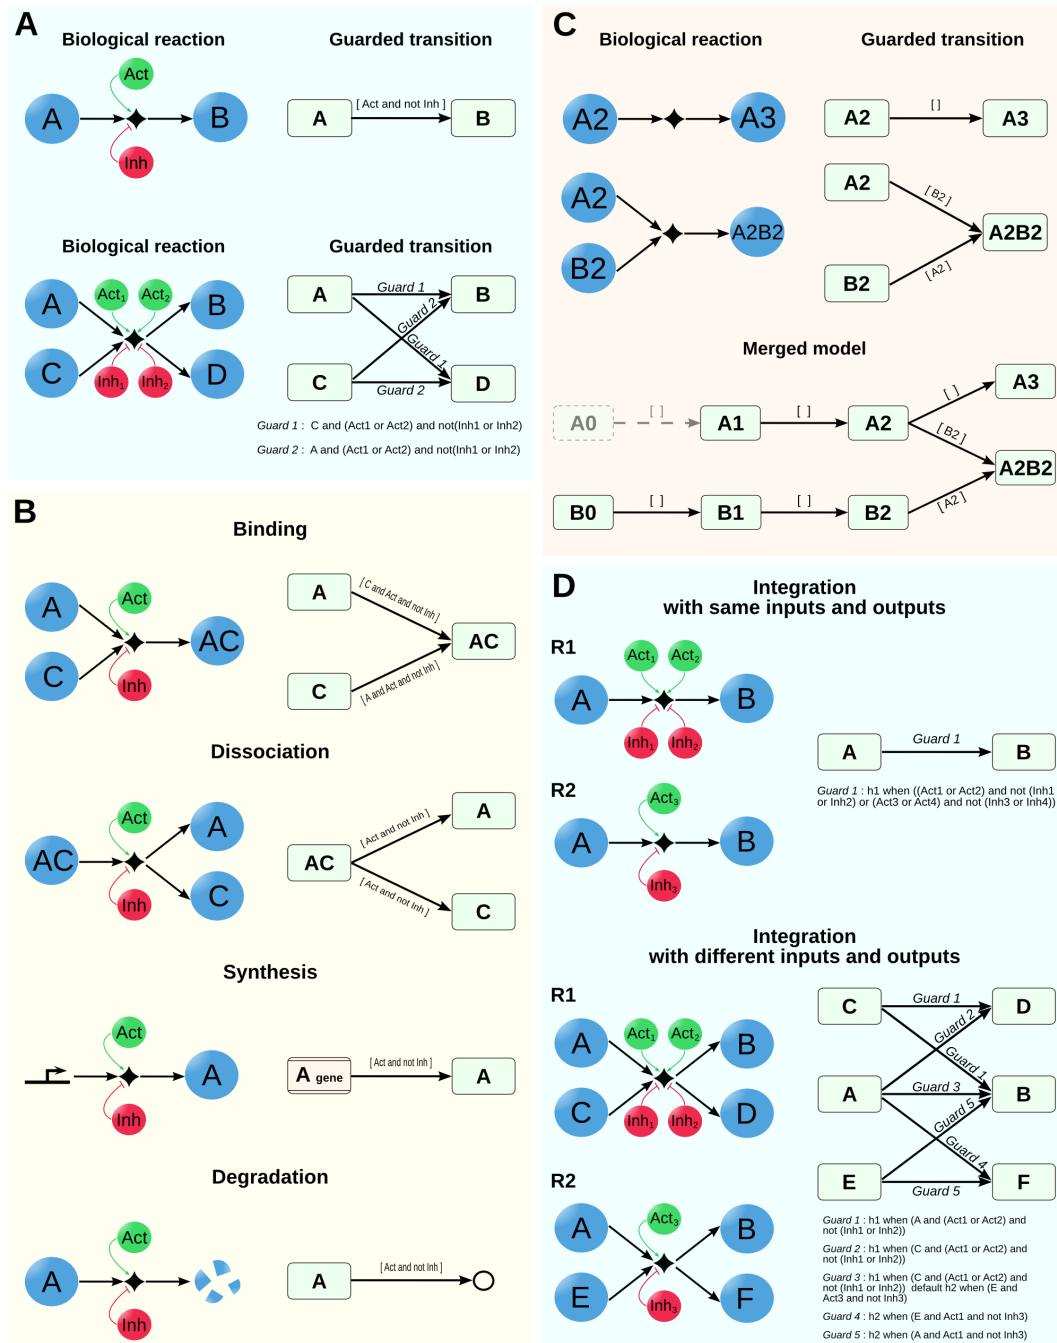 A
Biological reaction
Guarded transition
Act
A
B
Inh
A
[ Act and not Inh ]
B
Biological reaction
Guarded transition
A
Act1
Act2
B
C
Inh1
Inh2
D
A
Guard 1
B
Guard 2
Guard 1
C
Guard 2
D
Guard 1 : C and (Act1 or Act2) and not(Inh1 or Inh2)
Guard 2 : A and (Act1 or Act2) and not(Inh1 or Inh2)
B
Binding
A
Act
AC
C
Inh
A
[ C and Act and not Inh ]
AC
C
[ A and Act and not Inh ]
Dissociation
Act
A
AC
Inh
C
A
[ Act and not Inh ]
AC
[ Act and not Inh ]
C
Synthesis
Act
A
Inh
A gene
[ Act and not Inh ]
A
Degradation
Act
A
Inh
A
[ Act and not Inh ]
C
Biological reaction
Guarded transition
A2
A3
A2
[ ]
A3
A2
B2
A2B2
A2
[ B2 ]
A2B2
B2
[ A2 ]
Merged model
A0
[ ]
A1
[ ]
A2
[ ]
A3
[ B2 ]
A2B2
B0
[ ]
B1
[ ]
B2
[ A2 ]
D
Integration
with same inputs and outputs
R1
Act1
Act2
A
B
Inh1
Inh2
R2
Act3
A
B
Inh3
A
Guard 1
B
Guard 1 : h1 when ((Act1 or Act2) and not (Inh1
or Inh2) or (Act3 or Act4) and not (Inh3 or Inh4))
Integration
with different inputs and outputs
R1
A
Act1
Act2
B
C
Inh1
Inh2
D
R2
A
Act3
B
E
Inh3
F
C
Guard 1
D
Guard 2
Guard 1
A
Guard 3
B
Guard 5
Guard 4
E
Guard 5
F
Guard 1 : h1 when (A and (Act1 or Act2) and
not (Inh1 or Inh2))
Guard 2 : h1 when (C and (Act1 or Act2) and
not (Inh1 or Inh2))
Guard 3 : h1 when (C and (Act1 or Act2) and
not (Inh1 or Inh2)) default h2 when (E and
Act3 and not Inh3)
Guard 4 : h2 when (E and Act1 and not Inh3)
Guard 5 : h2 when (A and Act1 and not Inh3)